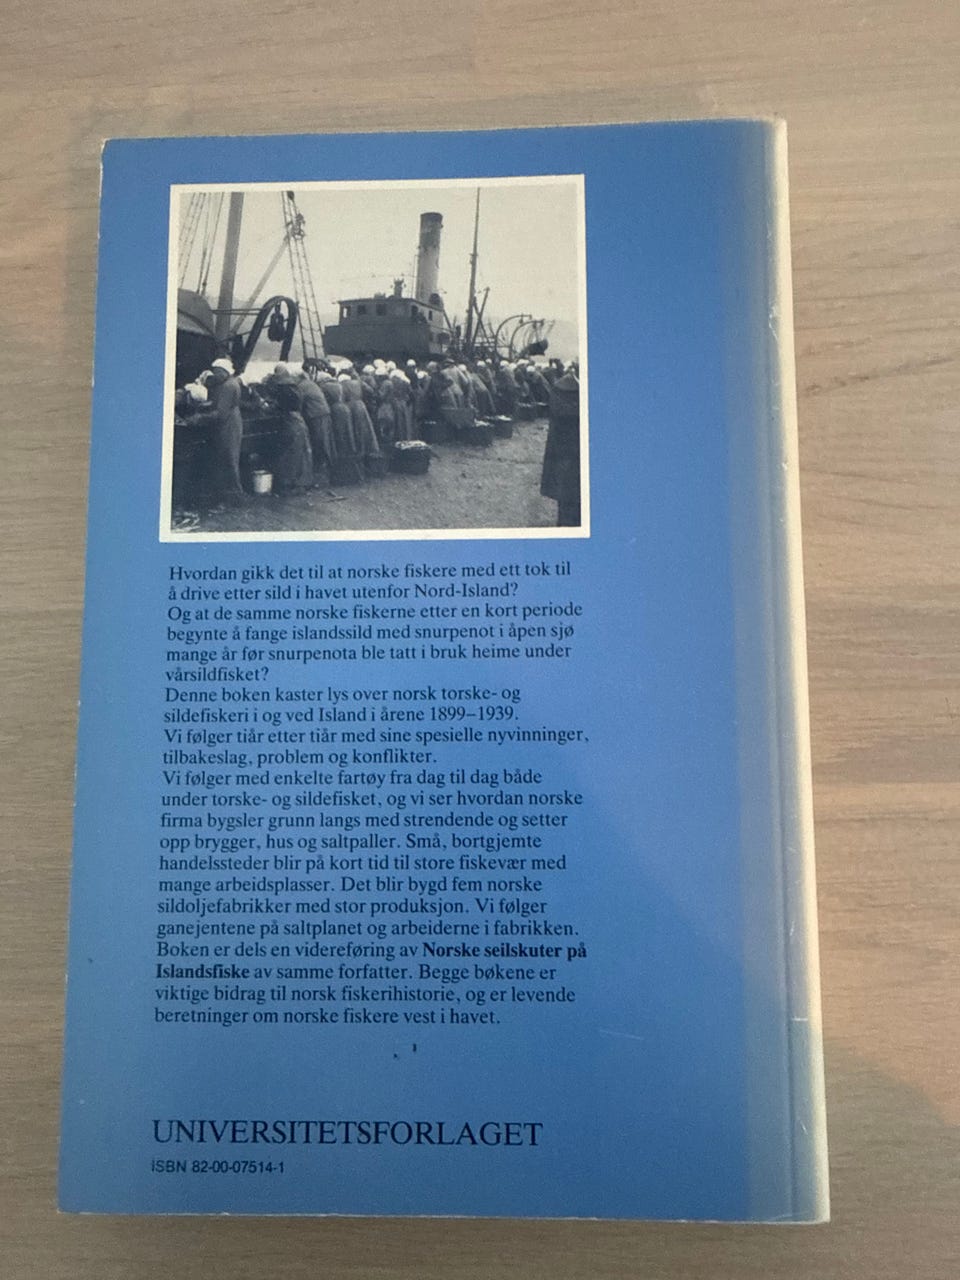 Hvordan gikk det til at norske fiskere med ett tok til
å drive etter sild i havet utenfor Nord-Island?
Og at de samme norske fiskerne etter en kort periode
begynte å fange islandssild med snurpenot i åpen sjø
mange år før snurpenota ble tatt i bruk heime under
vårsildfisket?
Denne boken kaster lys over norsk torske- og
sildefiskeri i og ved Island i årene 1899–1939.
Vi følger tiår etter tiår med sine spesielle nyvinninger,
tilbakeslag, problem og konflikter.
Vi følger med enkelte fartøy fra dag til dag både
under torske- og sildefisket, og vi ser hvordan norske
firma bygsler grunn langs med strendende og setter
opp brygger, hus og saltpaller. Små, bortgjemte
handelssteder blir på kort tid til store fiskevær med
mange arbeidsplasser. Det blir bygd fem norske
sildoljefabrikker med stor produksjon. Vi følger
ganejentene på saltplanet og arbeiderne i fabrikken.
Boken er dels en videreføring av Norske seilskuter på
Islandsfiske av samme forfatter. Begge bøkene er
viktige bidrag til norsk fiskerihistorie, og er levende
beretninger om norske fiskere vest i havet.
UNIVERSITETSFORLAGET
ISBN 82-00-07514-1